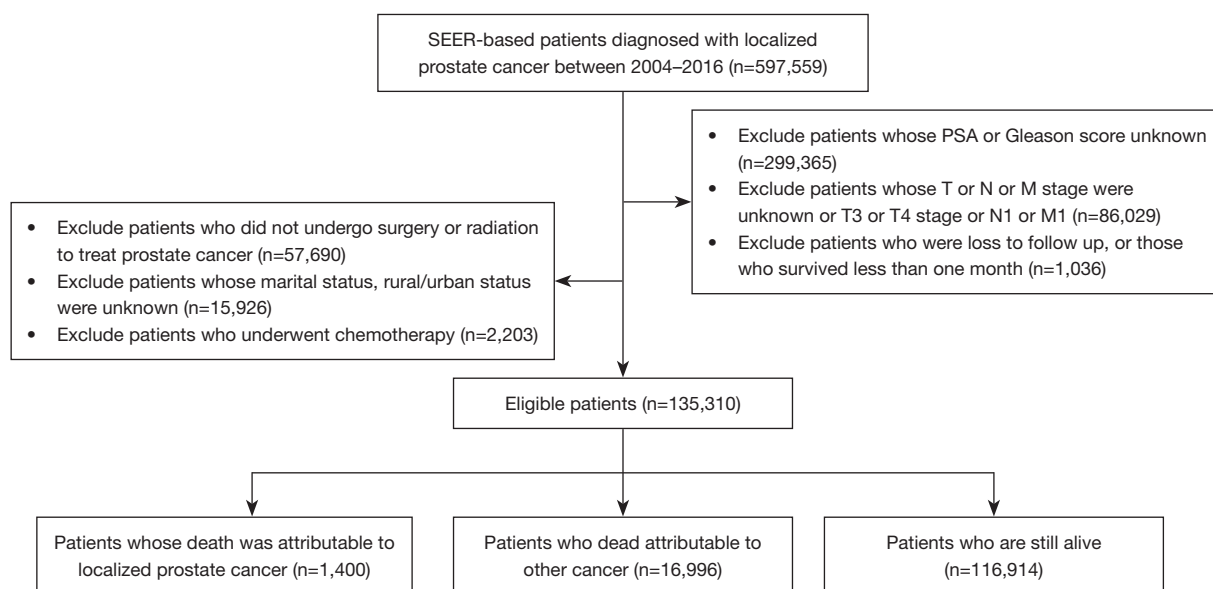 SEER-based patients diagnosed with localized
prostate cancer between 2004–2016 (n=597,559)
• Exclude patients whose PSA or Gleason score unknown
(n=299,365)
• Exclude patients whose T or N or M stage were
unknown or T3 or T4 stage or N1 or M1 (n=86,029)
• Exclude patients who were loss to follow up, or those
who survived less than one month (n=1,036)
• Exclude patients who did not undergo surgery or radiation
to treat prostate cancer (n=57,690)
• Exclude patients whose marital status, rural/urban status
were unknown (n=15,926)
• Exclude patients who underwent chemotherapy (n=2,203)
Eligible patients (n=135,310)
Patients whose death was attributable to
localized prostate cancer (n=1,400)
Patients who dead attributable to
other cancer (n=16,996)
Patients who are still alive
(n=116,914)